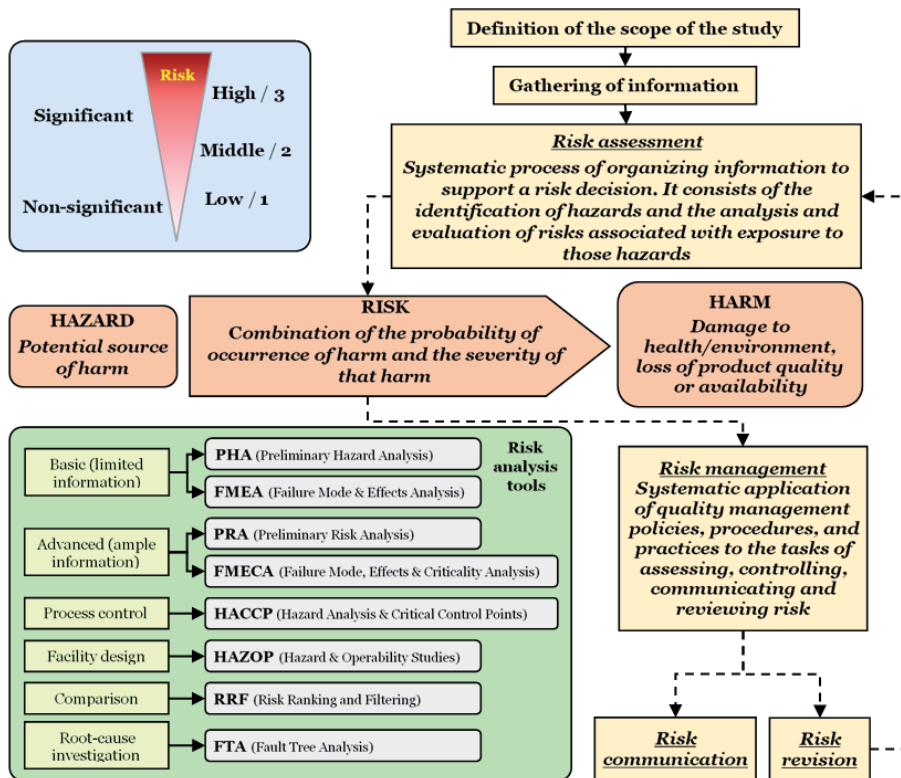 Risk
High / 3
Significant
Middle / 2
Low / 1
Non-significant
Definition of the scope of the study
Gathering of information
Risk assessment
Systematic process of organizing information to
support a risk decision. It consists of the
identification of hazards and the analysis and
evaluation of risks associated with exposure to
those hazards
HAZARD
Potential source
of harm
RISK
Combination of the probability of
occurrence of harm and the severity of
that harm
HARM
Damage to
health/environment,
loss of product quality
or availability
Risk
analysis
tools
Basic (limited
information)
PHA (Preliminary Hazard Analysis)
FMEA (Failure Mode & Effects Analysis)
Advanced (ample
information)
PRA (Preliminary Risk Analysis)
FMECA (Failure Mode, Effects & Criticality Analysis)
Process control
HACCP (Hazard Analysis & Critical Control Points)
Facility design
HAZOP (Hazard & Operability Studies)
Comparison
RRF (Risk Ranking and Filtering)
Root-cause
investigation
FTA (Fault Tree Analysis)
Risk management
Systematic application
of quality management
policies, procedures, and
practices to the tasks of
assessing, controlling,
communicating and
reviewing risk
Risk
communication
Risk
revision